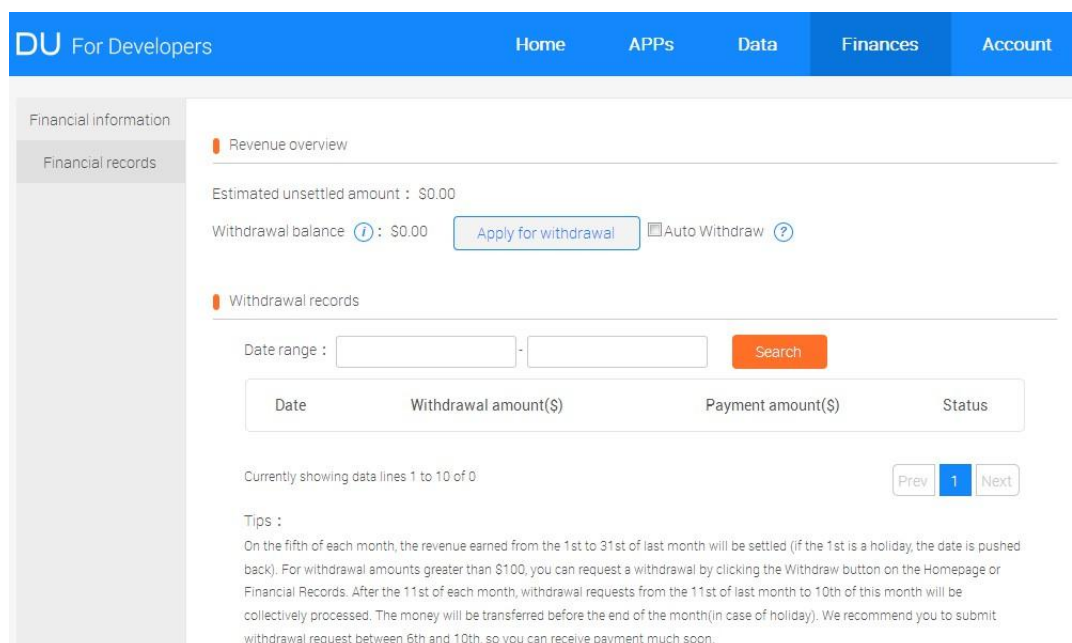 DU For Developers Home APPs Data Finances Account
Financial information
Financial records
Revenue overview
Estimated unsettled amount : $0.00
Withdrawal balance i : $0.00 Apply for withdrawal Auto Withdraw ?
Withdrawal records
Date range : - Search
Date Withdrawal amount($) Payment amount($) Status
Currently showing data lines 1 to 10 of 0 Prev 1 Next
Tips :
On the fifth of each month, the revenue earned from the 1st to 31st of last month will be settled (if the 1st is a holiday, the date is pushed
back). For withdrawal amounts greater than $100, you can request a withdrawal by clicking the Withdraw button on the Homepage or
Financial Records. After the 11st of each month, withdrawal requests from the 11st of last month to 10th of this month will be
collectively processed. The money will be transferred before the end of the month(in case of holiday). We recommend you to submit
withdrawal request between 6th and 10th, so you can receive payment much soon.